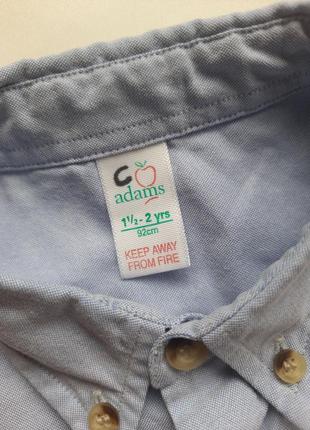 C
adams
1½ - 2 yrs
92cm
KEEP AWAY
FROM FIRE